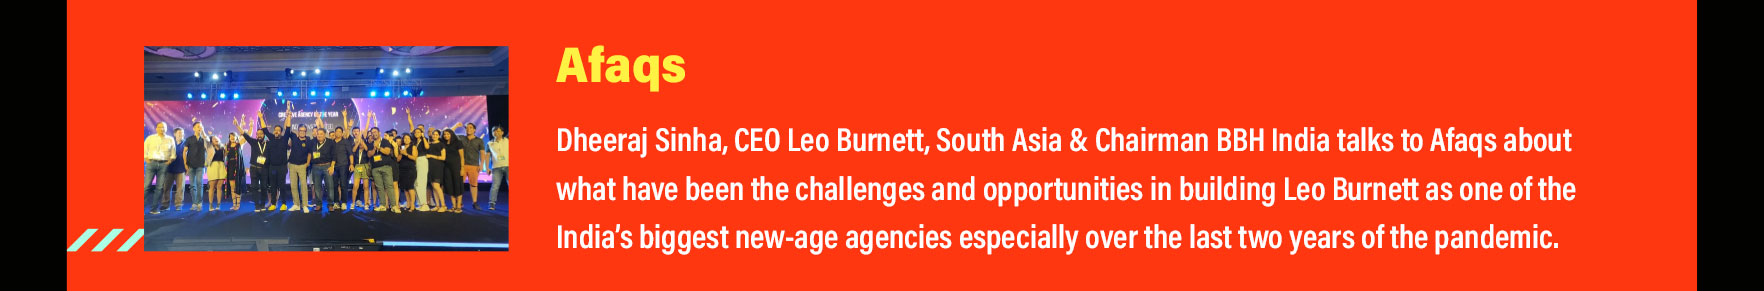 Afaqs
Dheeraj Sinha, CEO Leo Burnett, South Asia & Chairman BBH India talks to Afaqs about
what have been the challenges and opportunities in building Leo Burnett as one of the
India's biggest new-age agencies especially over the last two years of the pandemic.